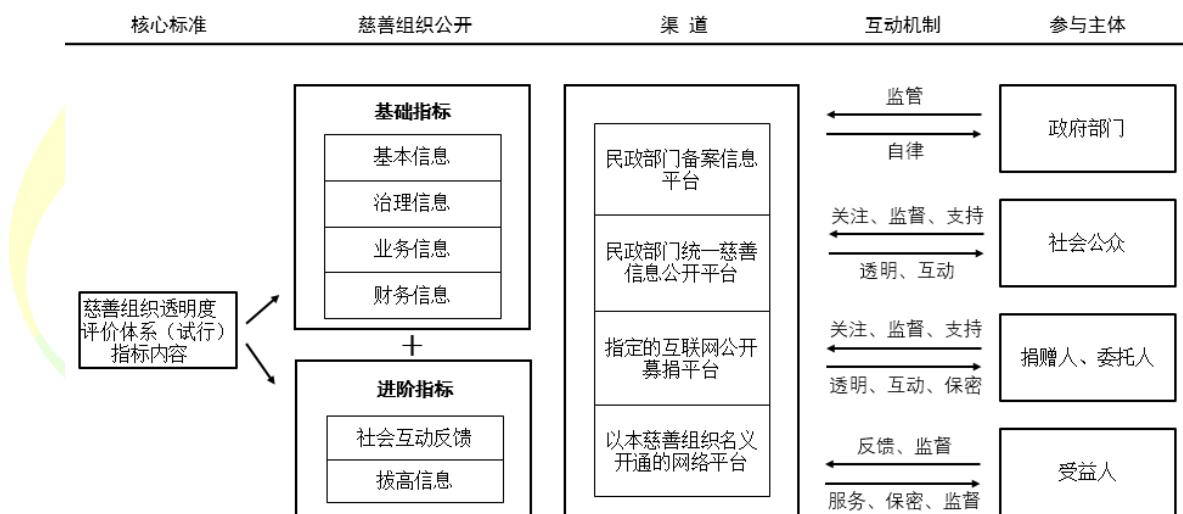 核心标准
慈善组织公开
渠 道
互动机制
参与主体
慈善组织透明度
评价体系（试行）
指标内容
基础指标
基本信息
治理信息
业务信息
财务信息
+
进阶指标
社会互动反馈
拔高信息
民政部门备案信息
平台
民政部门统一慈善
信息公开平台
指定的互联网公开
募捐平台
以本慈善组织名义
开通的网络平台
监管
自律
政府部门
关注、监督、支持
透明、互动
社会公众
关注、监督、支持
透明、互动、保密
捐赠人、委托人
反馈、监督
服务、保密、监督
受益人